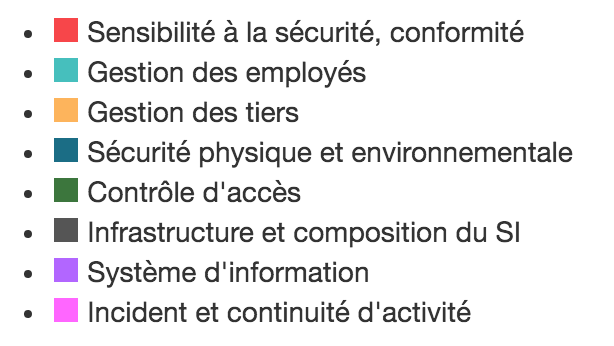 Sensibilité à la sécurité, conformité
Gestion des employés
Gestion des tiers
Sécurité physique et environnementale
Contrôle d'accès
Infrastructure et composition du SI
Système d'information
Incident et continuité d'activité